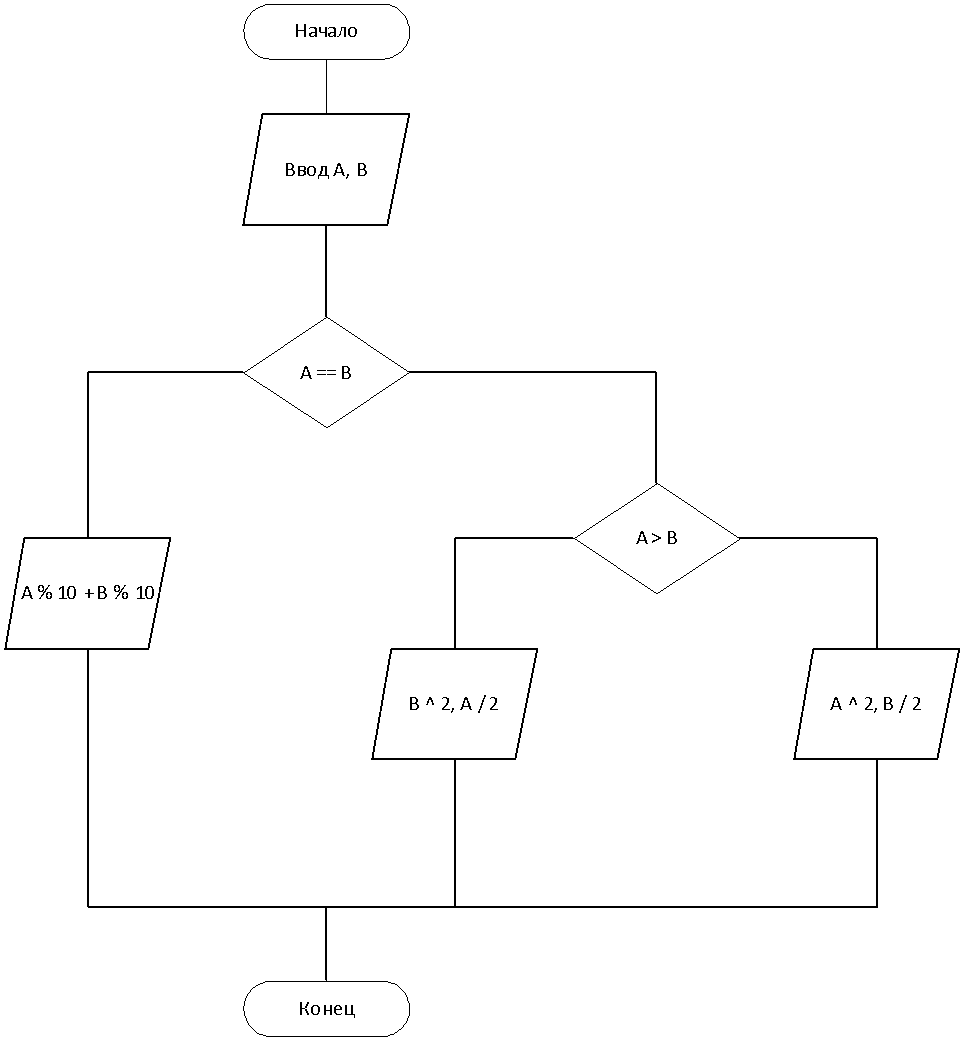 Начало
Ввод A, B
A == B
A > B
A % 10 + B % 10
B ^ 2, A / 2
A ^ 2, B / 2
Конец